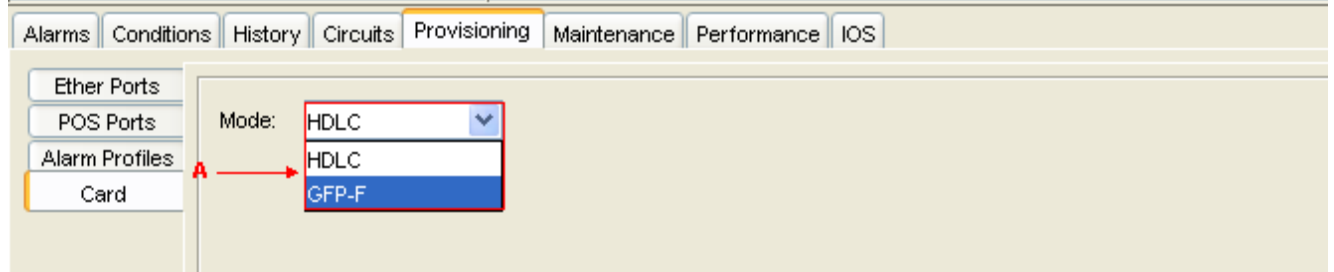 Alarms Conditions History Circuits Provisioning Maintenance Performance IOS
Ether Ports
POS Ports
Mode: HDLC
Alarm Profiles
A
HDLC
Card
GFP-F